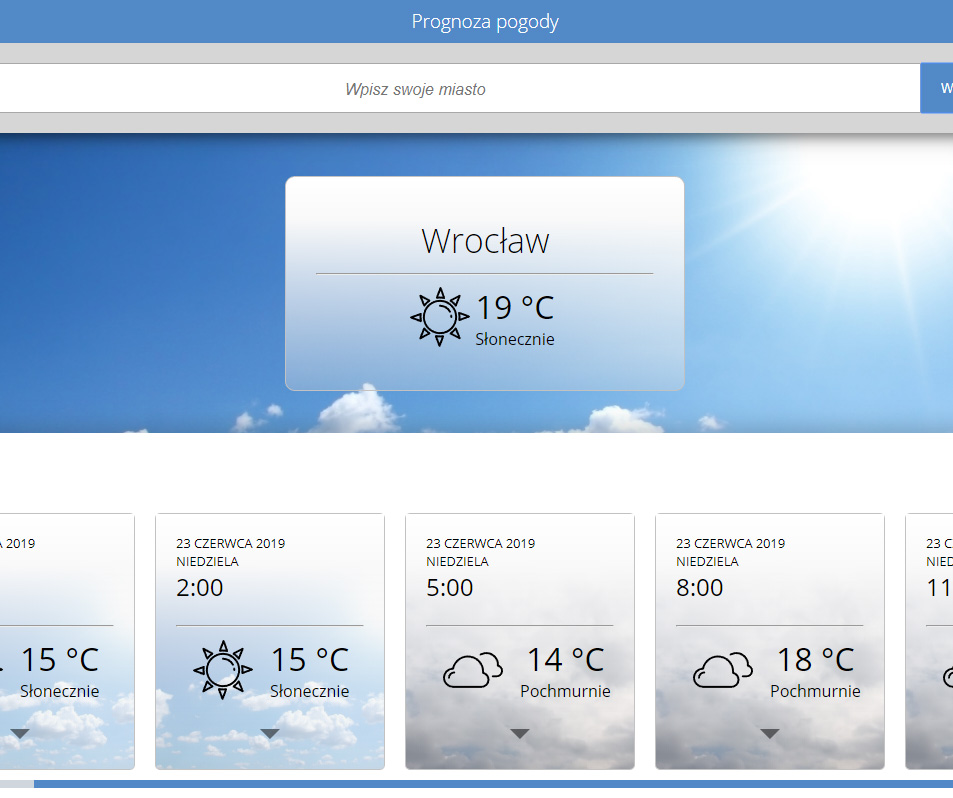 Prognoza pogody
Wpisz swoje miasto
W
Wrocław
19 °C
Słonecznie
2019
15 °C
Słonecznie
23 CZERWCA 2019
NIEDZIELA
2:00
15 °C
Słonecznie
23 CZERWCA 2019
NIEDZIELA
5:00
14 °C
Pochmurnie
23 CZERWCA 2019
NIEDZIELA
8:00
18 °C
Pochmurnie
23 C
NIED
11